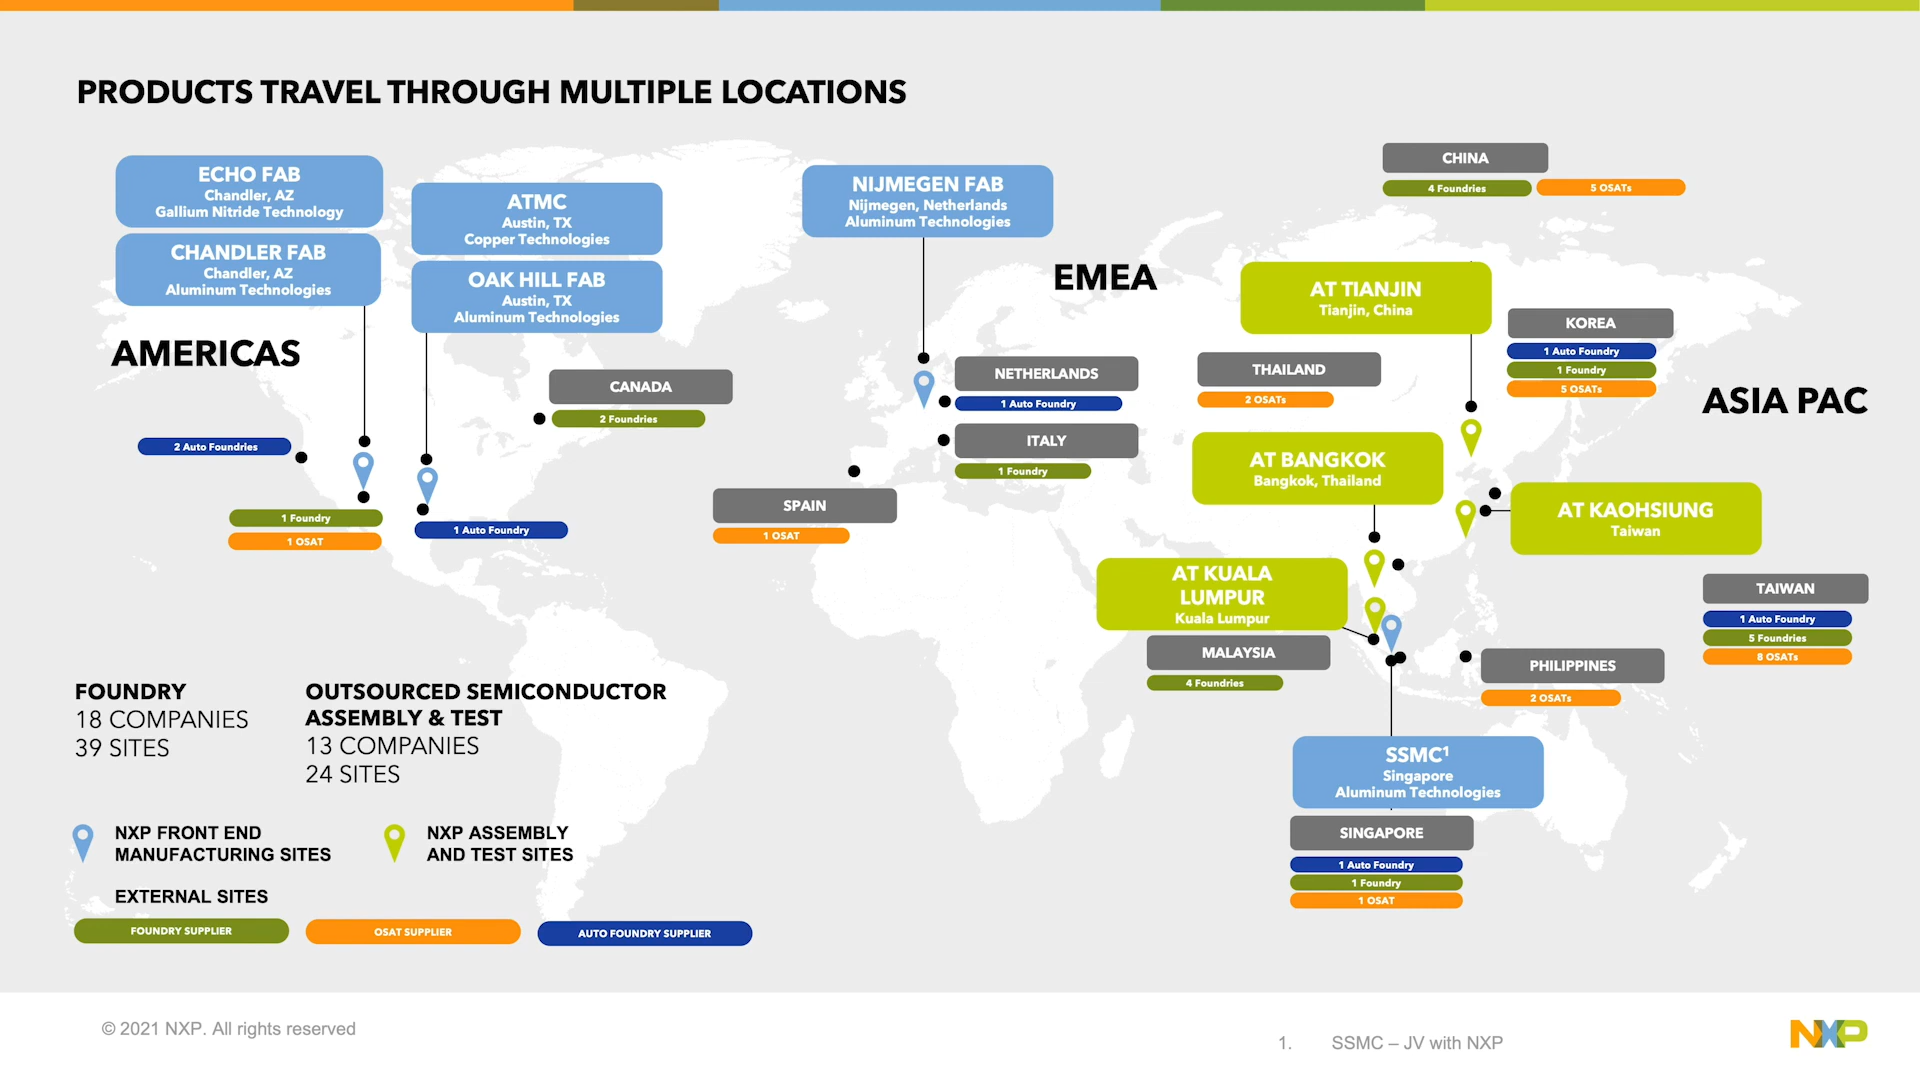 PRODUCTS TRAVEL THROUGH MULTIPLE LOCATIONS
ECHO FAB
Chandler, AZ
Gallium Nitride Technology
CHANDLER FAB
Chandler, AZ
Aluminum Technologies
ATMC
Austin, TX
Copper Technologies
OAK HILL FAB
Austin, TX
Aluminum Technologies
AMERICAS
CANADA
2 Foundries
2 Auto Foundries
1 Foundry
1 OSAT
1 Auto Foundry
NIJMEGEN FAB
Nijmegen, Netherlands
Aluminum Technologies
EMEA
NETHERLANDS
1 Auto Foundry
ITALY
1 Foundry
SPAIN
1 OSAT
CHINA
4 Foundries
5 OSATs
AT TIANJIN
Tianjin, China
KOREA
1 Auto Foundry
1 Foundry
5 OSATs
ASIA PAC
THAILAND
2 OSATs
AT BANGKOK
Bangkok, Thailand
AT KAOHSIUNG
Taiwan
AT KUALA
LUMPUR
Kuala Lumpur
MALAYSIA
4 Foundries
TAIWAN
1 Auto Foundry
5 Foundries
8 OSATs
PHILIPPINES
2 OSATs
SSMC¹
Singapore
Aluminum Technologies
SINGAPORE
1 Auto Foundry
1 Foundry
1 OSAT
FOUNDRY
18 COMPANIES
39 SITES
OUTSOURCED SEMICONDUCTOR
ASSEMBLY & TEST
13 COMPANIES
24 SITES
NXP FRONT END
MANUFACTURING SITES
NXP ASSEMBLY
AND TEST SITES
EXTERNAL SITES
FOUNDRY SUPPLIER
OSAT SUPPLIER
AUTO FOUNDRY SUPPLIER
© 2021 NXP. All rights reserved
1. SSMC – JV with NXP
NXP